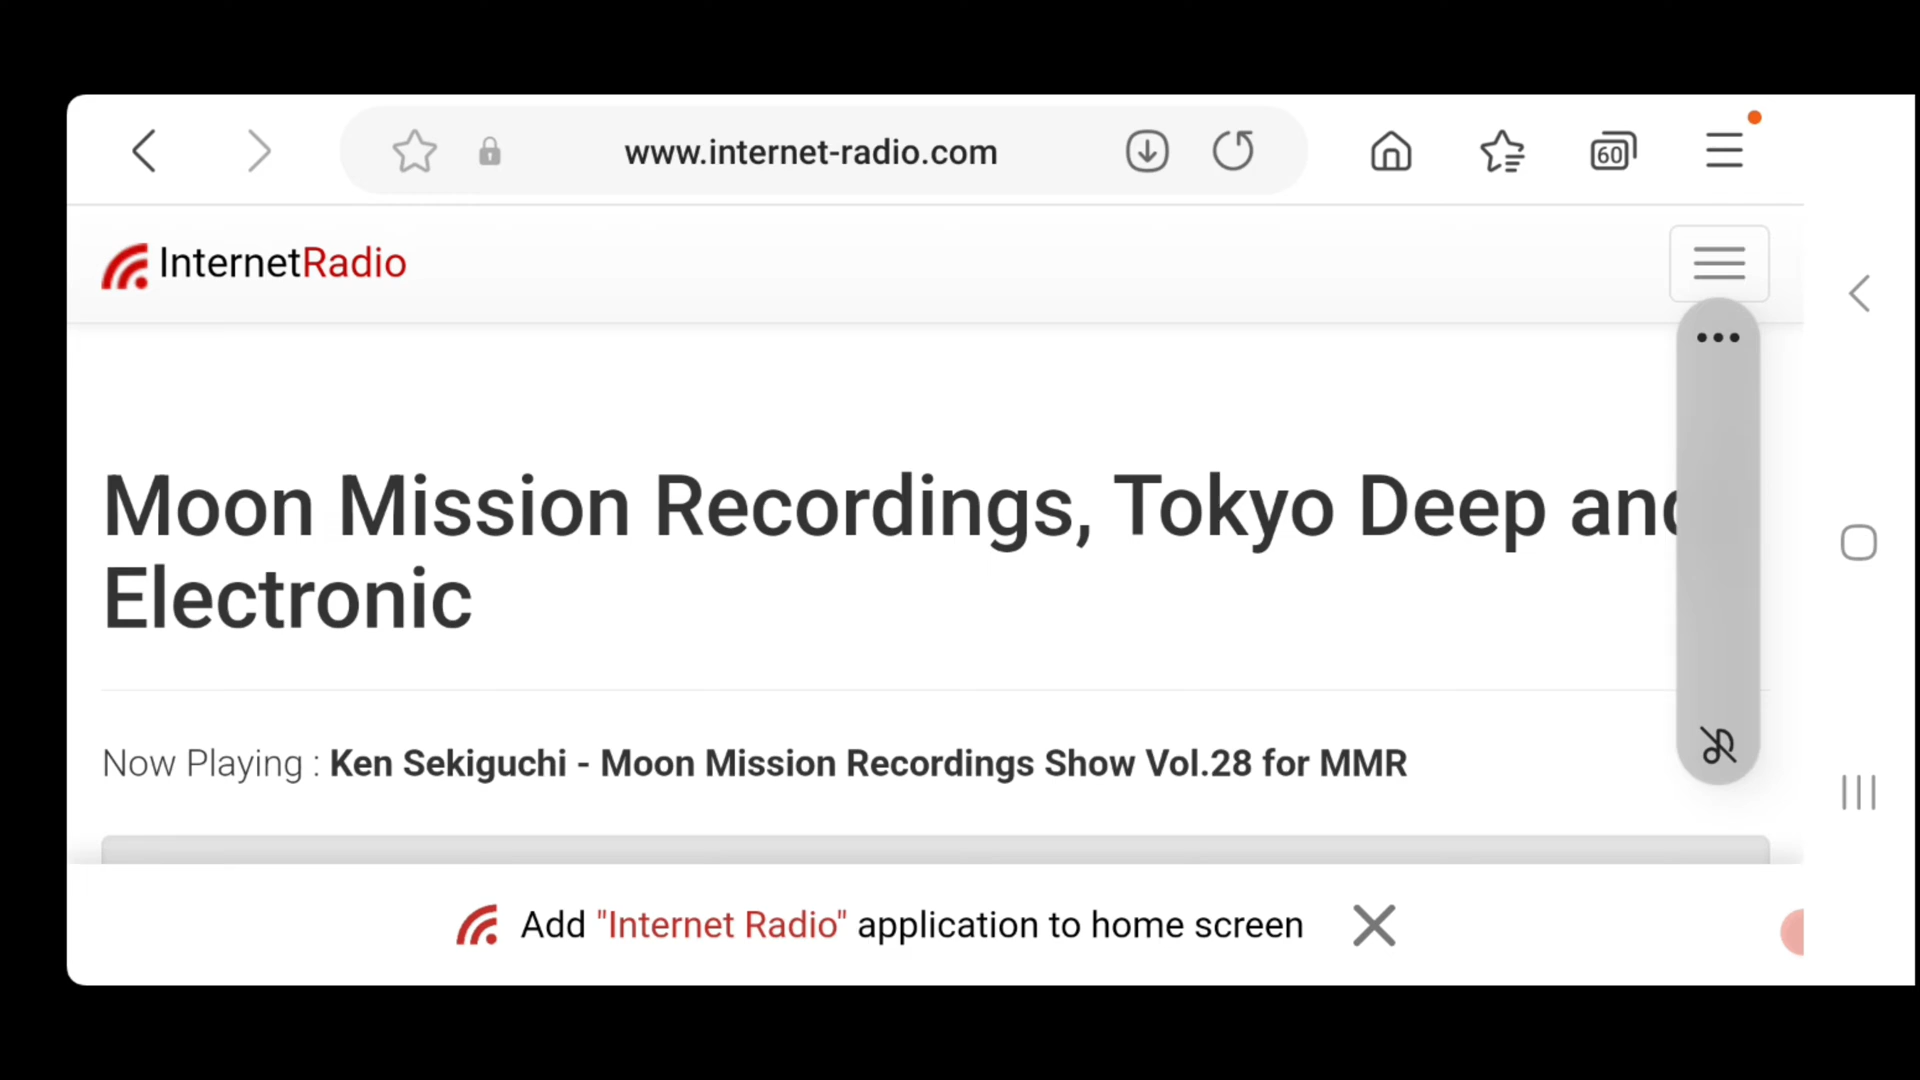 www.internet-radio.com
60
InternetRadio
Moon Mission Recordings, Tokyo Deep and
Electronic
Now Playing : Ken Sekiguchi - Moon Mission Recordings Show Vol.28 for MMR
Add "Internet Radio" application to home screen